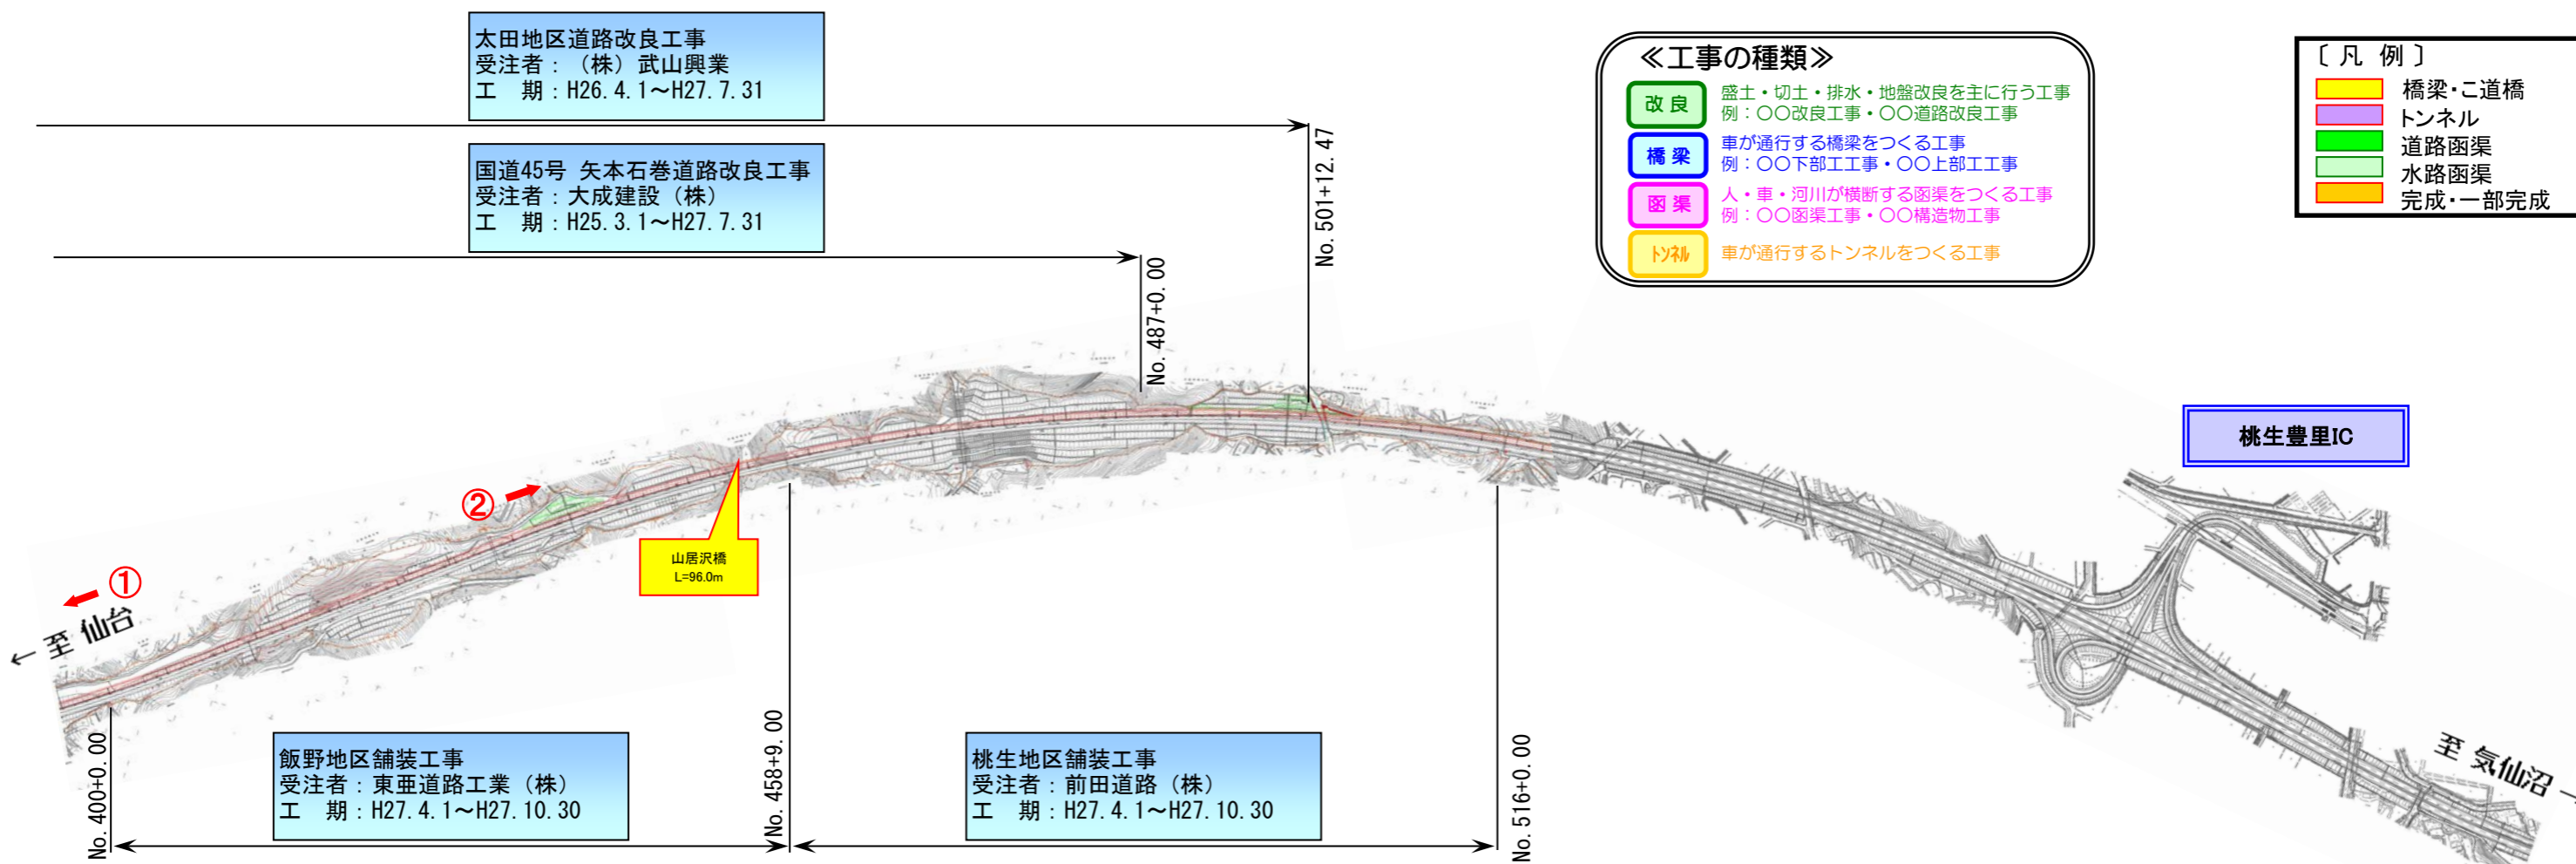 太田地区道路改良工事
受注者：（株）武山興業
工　期：H26.4.1～H27.7.31
国道45号 矢本石巻道路改良工事
受注者：大成建設（株）
工　期：H25.3.1～H27.7.31
No.501+12.47
No.487+0.00
≪工事の種類≫
改良
盛土・切土・排水・地盤改良を主に行う工事
例：〇〇改良工事・〇〇道路改良工事
橋梁
車が通行する橋梁をつくる工事
例：〇〇下部工工事・〇〇上部工工事
函渠
人・車・河川が横断する函渠をつくる工事
例：〇〇函渠工事・〇〇構造物工事
トンネル
車が通行するトンネルをつくる工事
〔凡 例〕
橋梁・こ道橋
トンネル
道路函渠
水路函渠
完成・一部完成
桃生豊里IC
②
山居沢橋
L=96.0m
①
←至 仙台
至 気仙沼→
No.400+0.00
飯野地区舗装工事
受注者：東亜道路工業（株）
工　期：H27.4.1～H27.10.30
No.458+9.00
桃生地区舗装工事
受注者：前田道路（株）
工　期：H27.4.1～H27.10.30
No.516+0.00